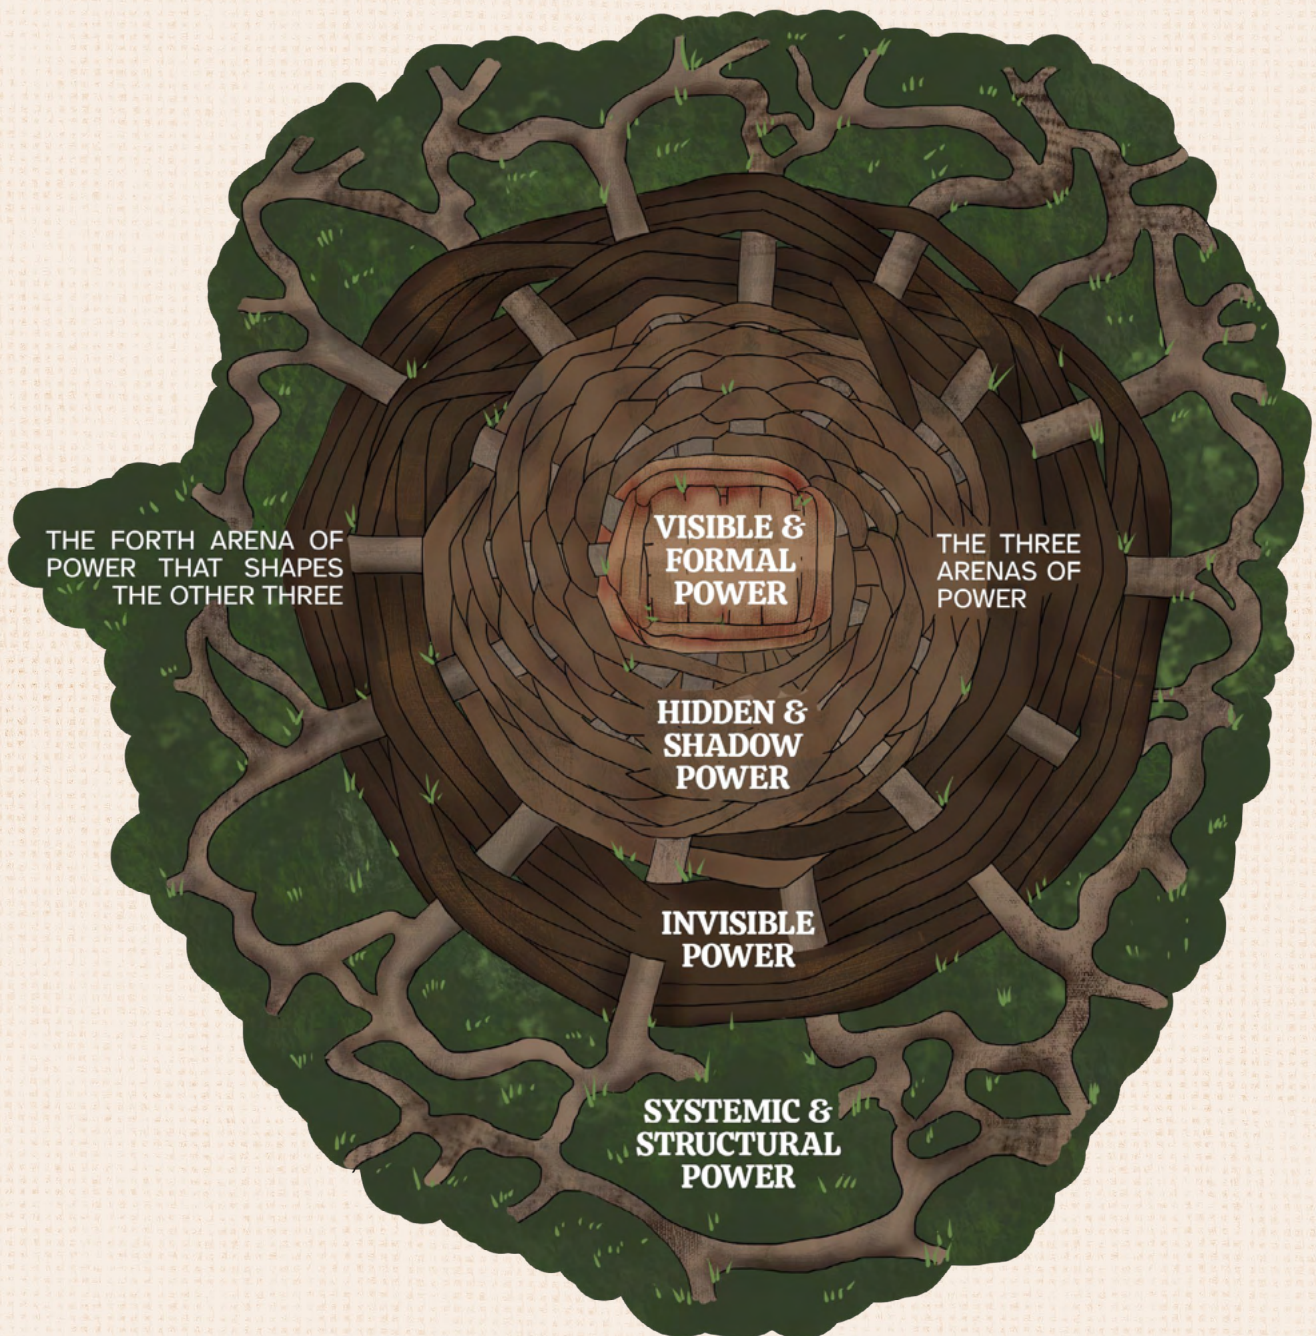 VISIBLE &
FORMAL
POWER
THE FORTH ARENA OF
POWER THAT SHAPES
THE OTHER THREE
THE THREE
ARENAS OF
POWER
HIDDEN &
SHADOW
POWER
INVISIBLE
POWER
SYSTEMIC &
STRUCTURAL
POWER